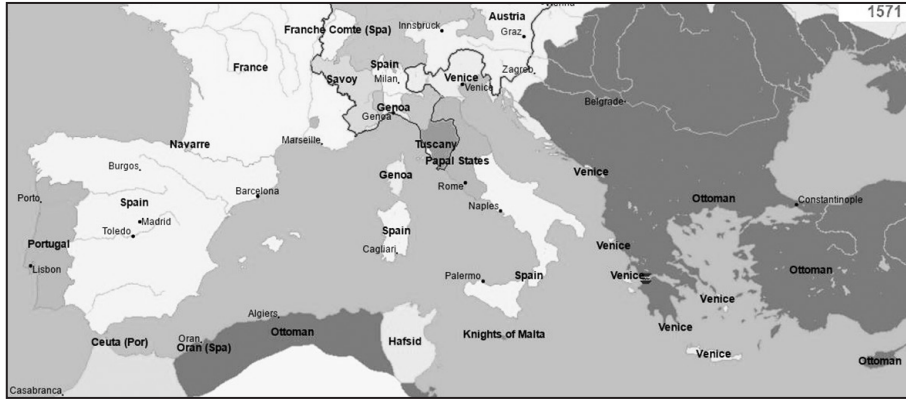 1571
Austria
Innsbruck
Graz
Franche Comte (Spa)
France
Spain
Zagreb
Savoy
Milan
Venice
Venice
Belgrade
Genoa
Genoa
Marseille
Tuscany
Navarre
Papal States
Burgos
Genoa
Venice
Rome
Porto
Barcelona
Constantinople
Ottoman
Spain
Naples
Madrid
Toledo
Spain
Portugal
Cagliari
Venice
Lisbon
Palermo
Spain
Venice
Ottoman
Venice
Algiers
Venice
Ottoman
Knights of Malta
Oran
Ceuta (Por)
Oran (Spa)
Hafsid
Venice
Ottoman
Casabranca